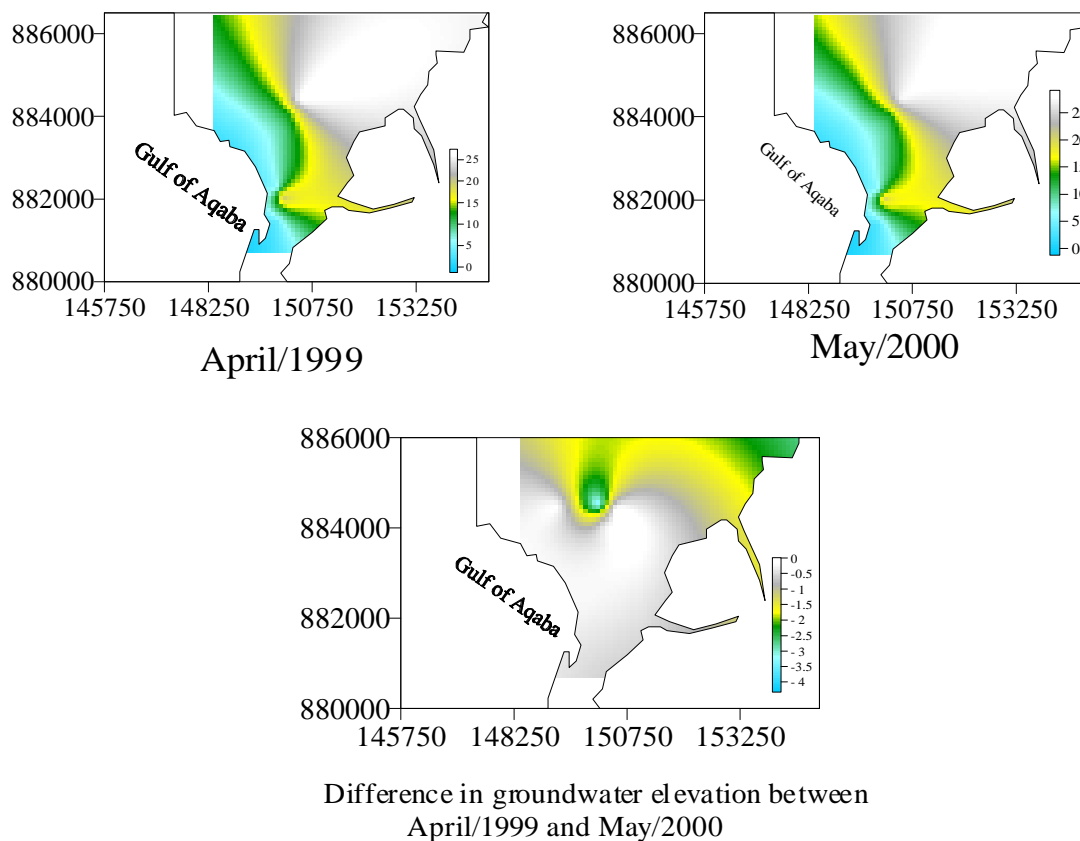 886000
884000
882000
880000
145750 148250 150750 153250
Gulf of Aqaba
25
20
15
10
5
0
April/1999
886000
884000
882000
880000
145750 148250 150750 153250
Gulf of Aqaba
0
May/2000
886000
884000
882000
880000
145750 148250 150750 153250
Gulf of Aqaba
0
-0.5
- 1
-1.5
- 2
-2.5
- 3
-3.5
- 4
Difference in groundwater elevation between
April/1999 and May/2000